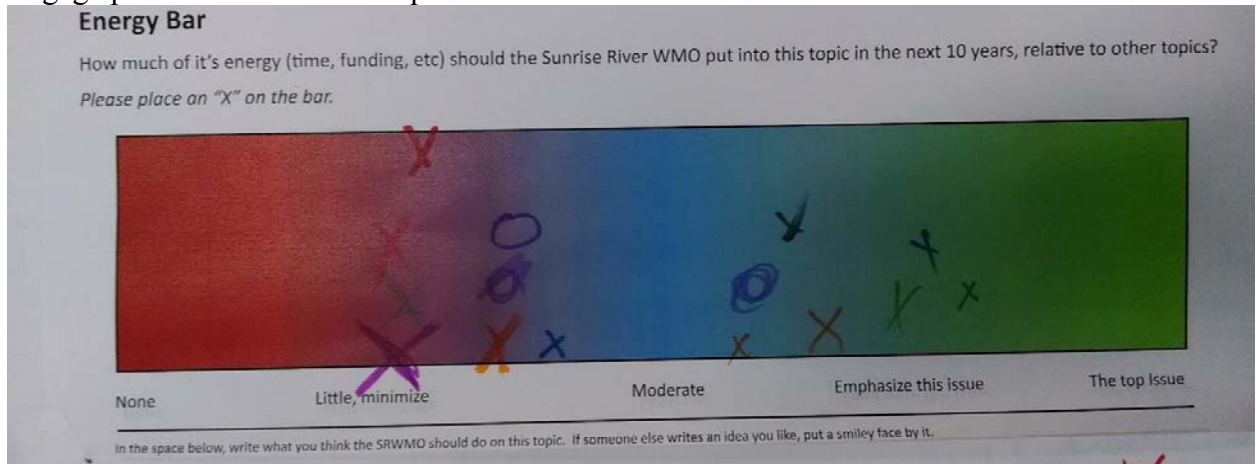 Energy Bar
How much of it's energy (time, funding, etc) should the Sunrise River WMO put into this topic in the next 10 years, relative to other topics?
Please place an "X" on the bar.
None Little, minimize Moderate Emphasize this issue The top Issue
In the space below, write what you think the SRWMO should do on this topic. If someone else writes an idea you like, put a smiley face by it.